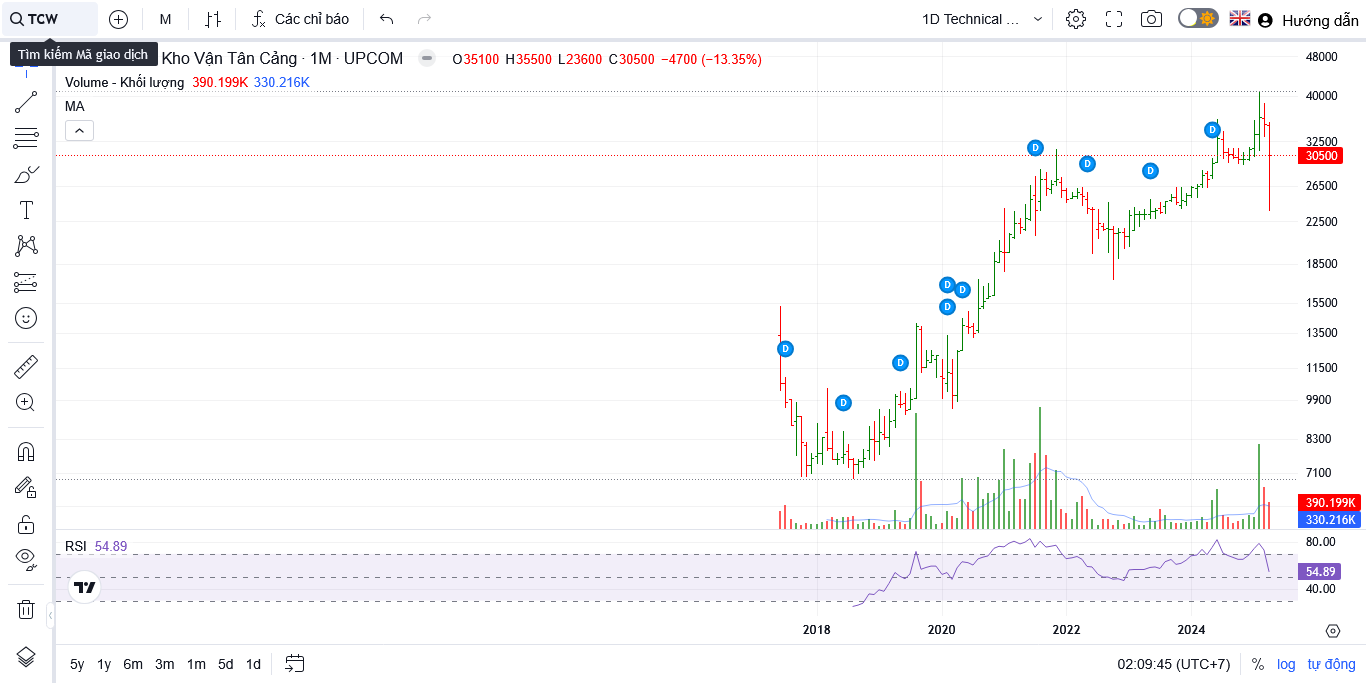 TCW
M
Các chỉ báo
1D Technical ...
Hướng dẫn
Tìm kiếm Mã giao dịch
Kho Vận Tân Cảng · 1M · UPCOM
O35100 H35500 L23600 C30500 −4700 (−13.35%)
Volume - Khối lượng 390.199K 330.216K
MA
48000
40000
32500
30500
26500
22500
18500
15500
13500
11500
9900
8300
7100
390.199K
330.216K
D
D
D
D
D
D
D
D
D
D
RSI 54.89
80.00
54.89
40.00
2018 2020 2022 2024
5y 1y 6m 3m 1m 5d 1d
02:09:45 (UTC+7) % log tự động